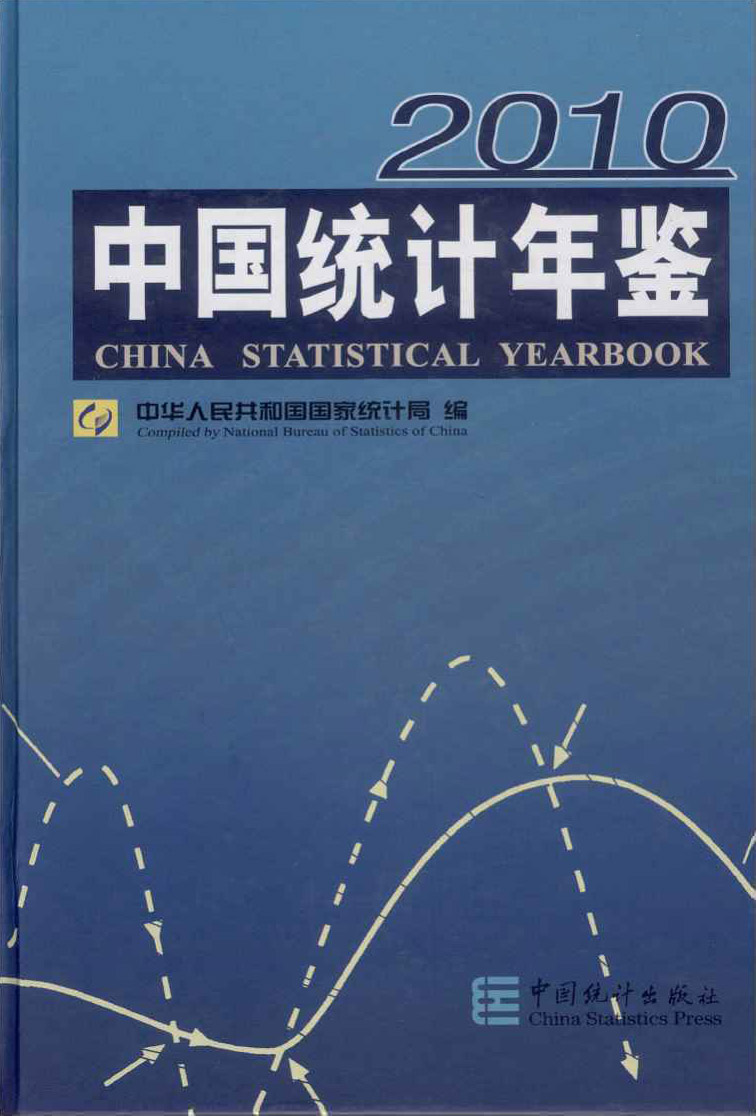 2010
中国统计年鉴
CHINA STATISTICAL YEARBOOK
中华人民共和国国家统计局 编
Compiled by National Bureau of Statistics of China
中国统计出版社
China Statistics Press